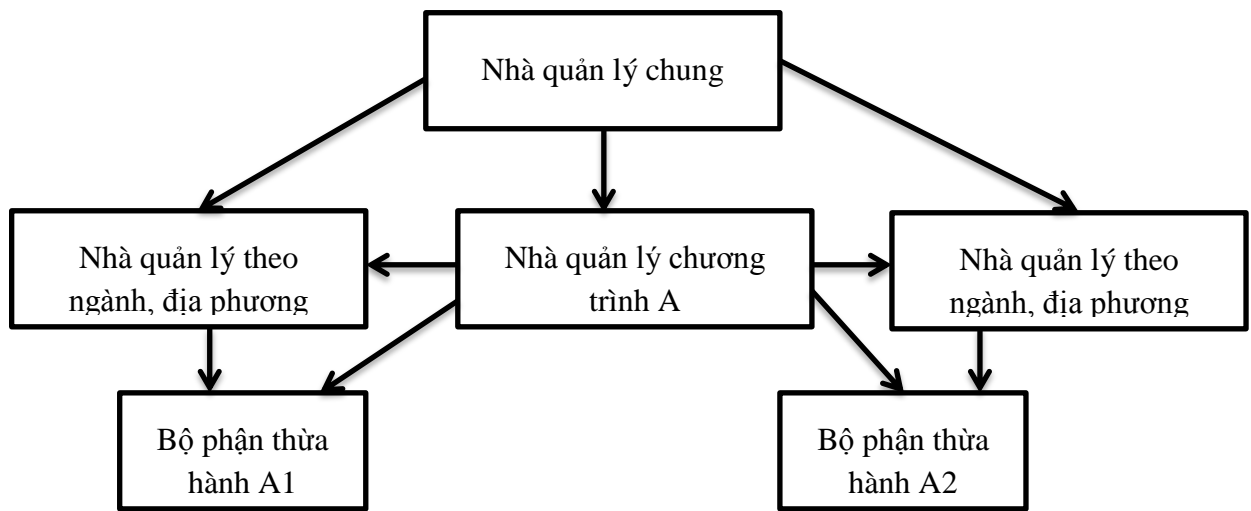 Nhà quản lý chung
Nhà quản lý theo
ngành, địa phương
Nhà quản lý chương
trình A
Nhà quản lý theo
ngành, địa phương
Bộ phận thừa
hành A1
Bộ phận thừa
hành A2